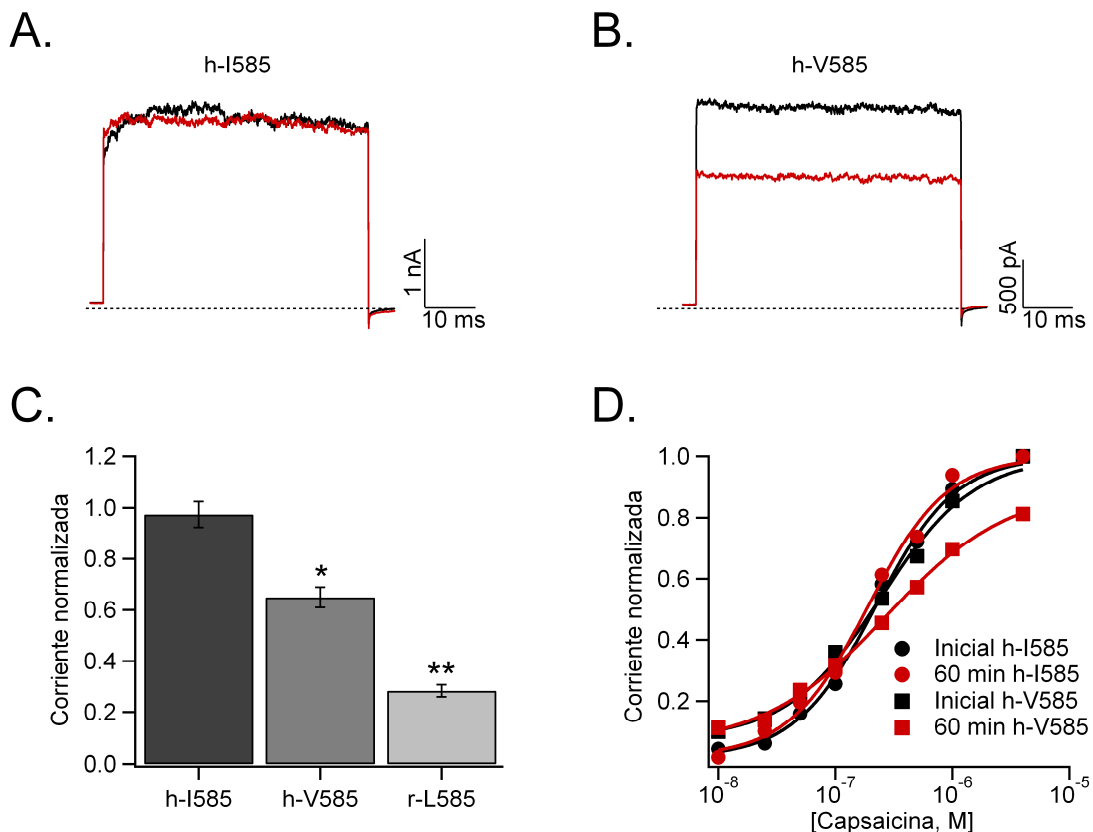 A.
h-I585
1 nA
10 ms
B.
h-V585
500 pA
10 ms
C.
Corriente normalizada
1.2
1.0
0.8
0.6
0.4
0.2
0.0
*
**
h-I585
h-V585
r-L585
D.
Corriente normalizada
1.0
0.8
0.6
0.4
0.2
Inicial h-I585
60 min h-I585
Inicial h-V585
60 min h-V585
10⁻⁸
10⁻⁷
10⁻⁶
10⁻⁵
[Capsaicina, M]